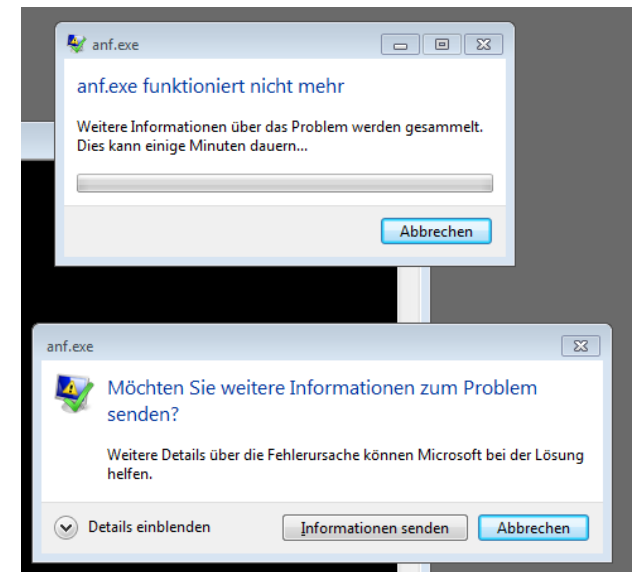 anf.exe
anf.exe funktioniert nicht mehr
Weitere Informationen über das Problem werden gesammelt.
Dies kann einige Minuten dauern...
Abbrechen
anf.exe
Möchten Sie weitere Informationen zum Problem
senden?
Weitere Details über die Fehlerursache können Microsoft bei der Lösung
helfen.
Details einblenden
Informationen senden
Abbrechen